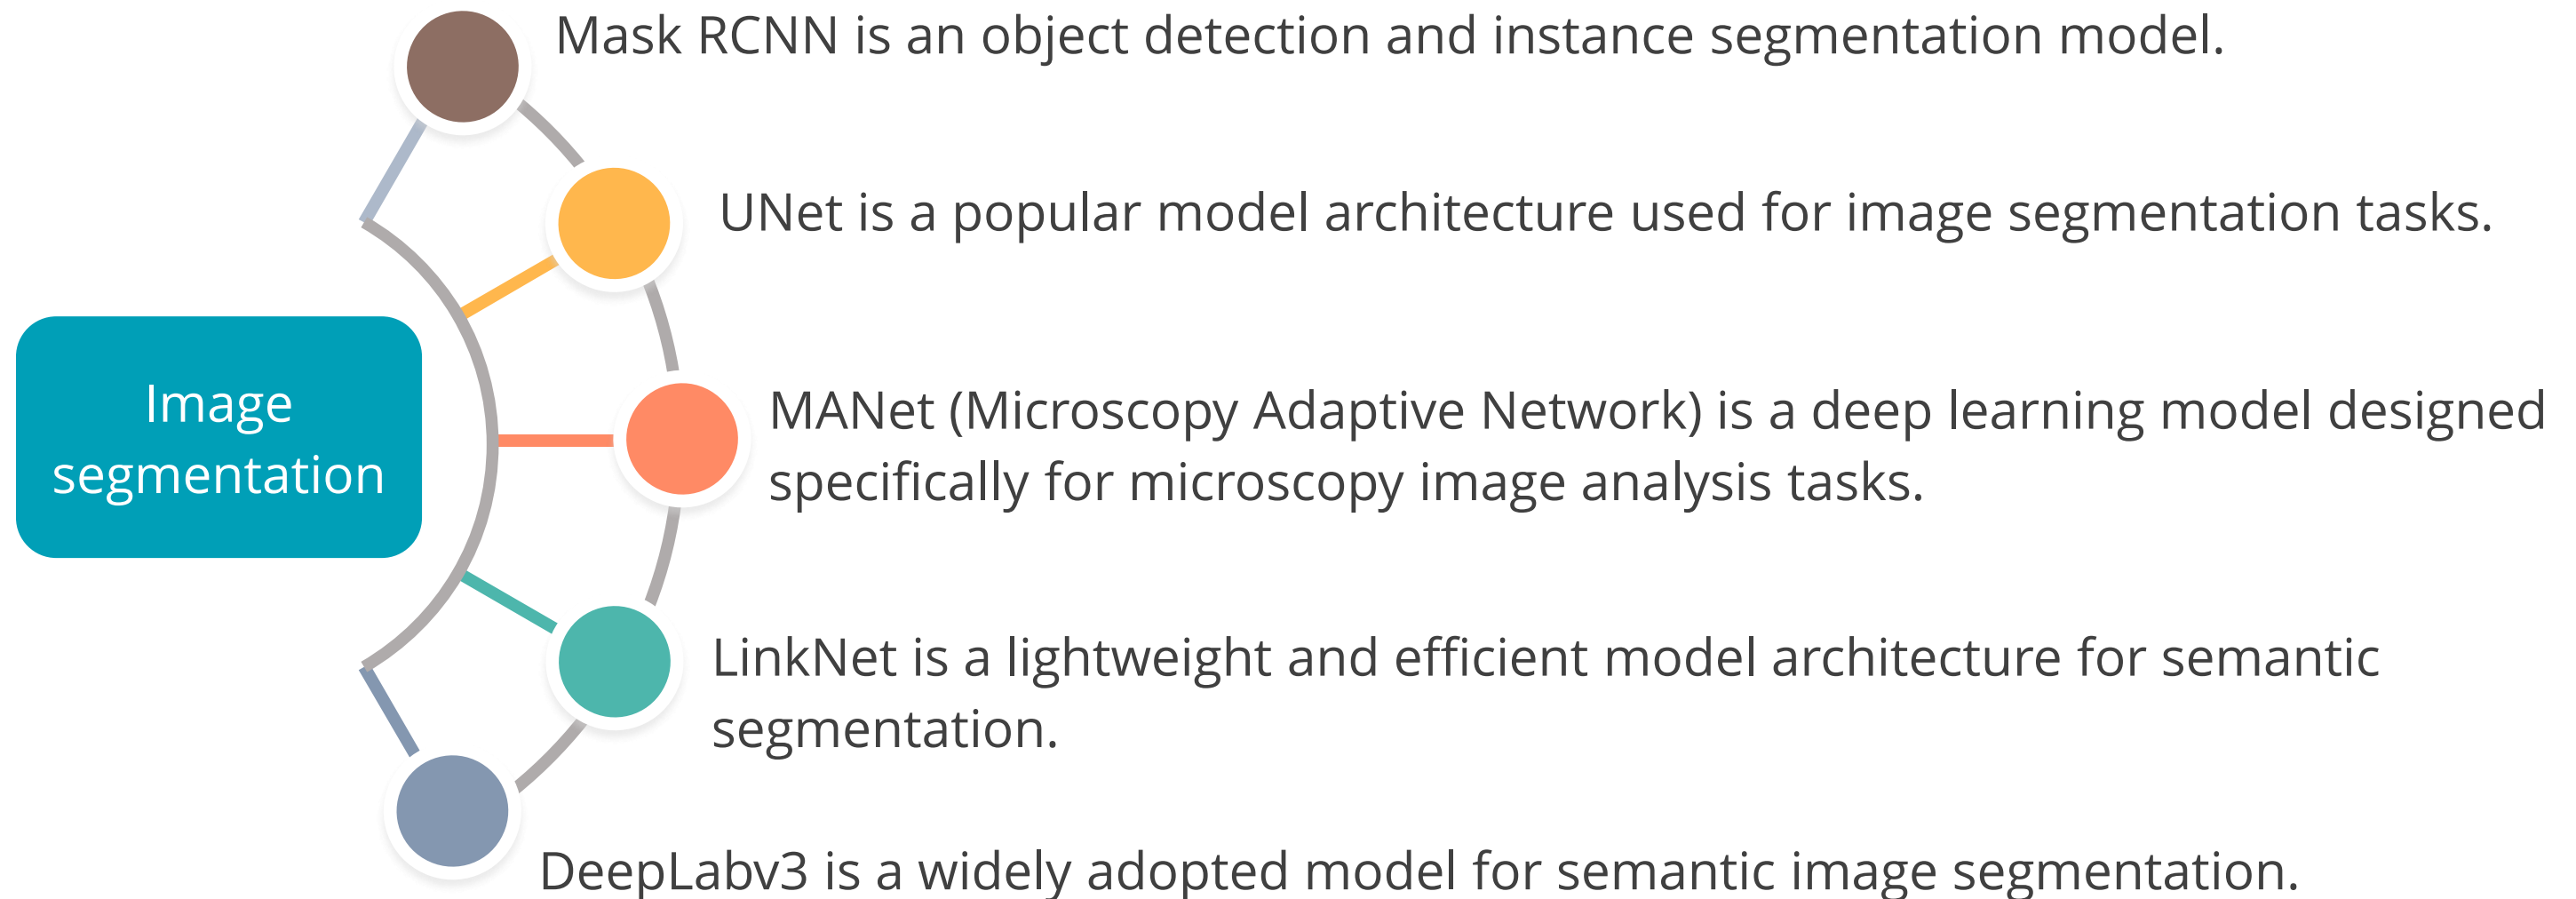 Mask RCNN is an object detection and instance segmentation model.
UNet is a popular model architecture used for image segmentation tasks.
Image
segmentation
MANet (Microscopy Adaptive Network) is a deep learning model designed
specifically for microscopy image analysis tasks.
LinkNet is a lightweight and efficient model architecture for semantic
segmentation.
DeepLabv3 is a widely adopted model for semantic image segmentation.